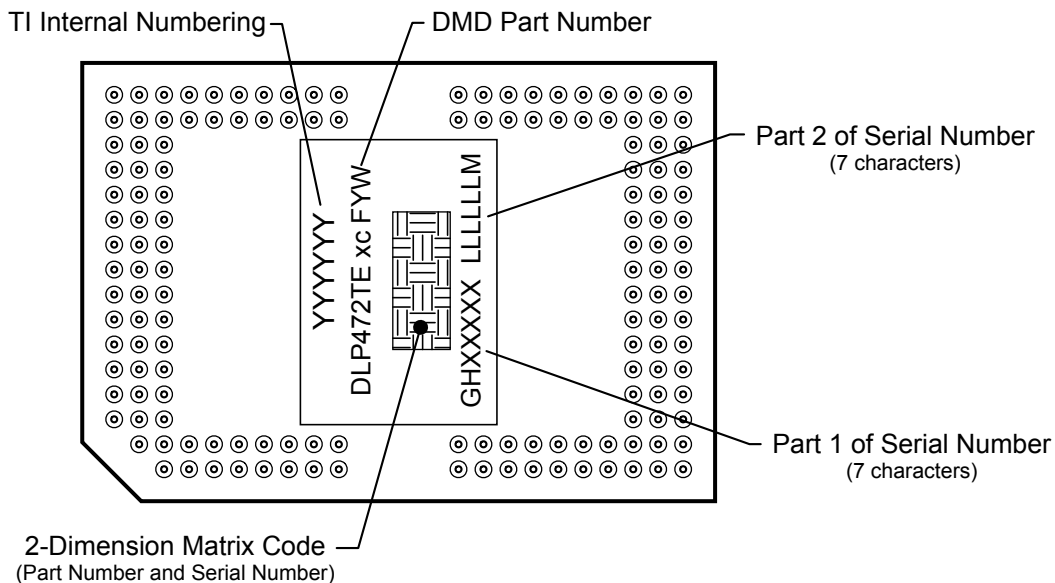 TI Internal Numbering
DMD Part Number
Part 2 of Serial Number
(7 characters)
YYYYYYY
DLP472TE xc FYW
GHXXXXX LLLLLLM
Part 1 of Serial Number
(7 characters)
2-Dimension Matrix Code
(Part Number and Serial Number)